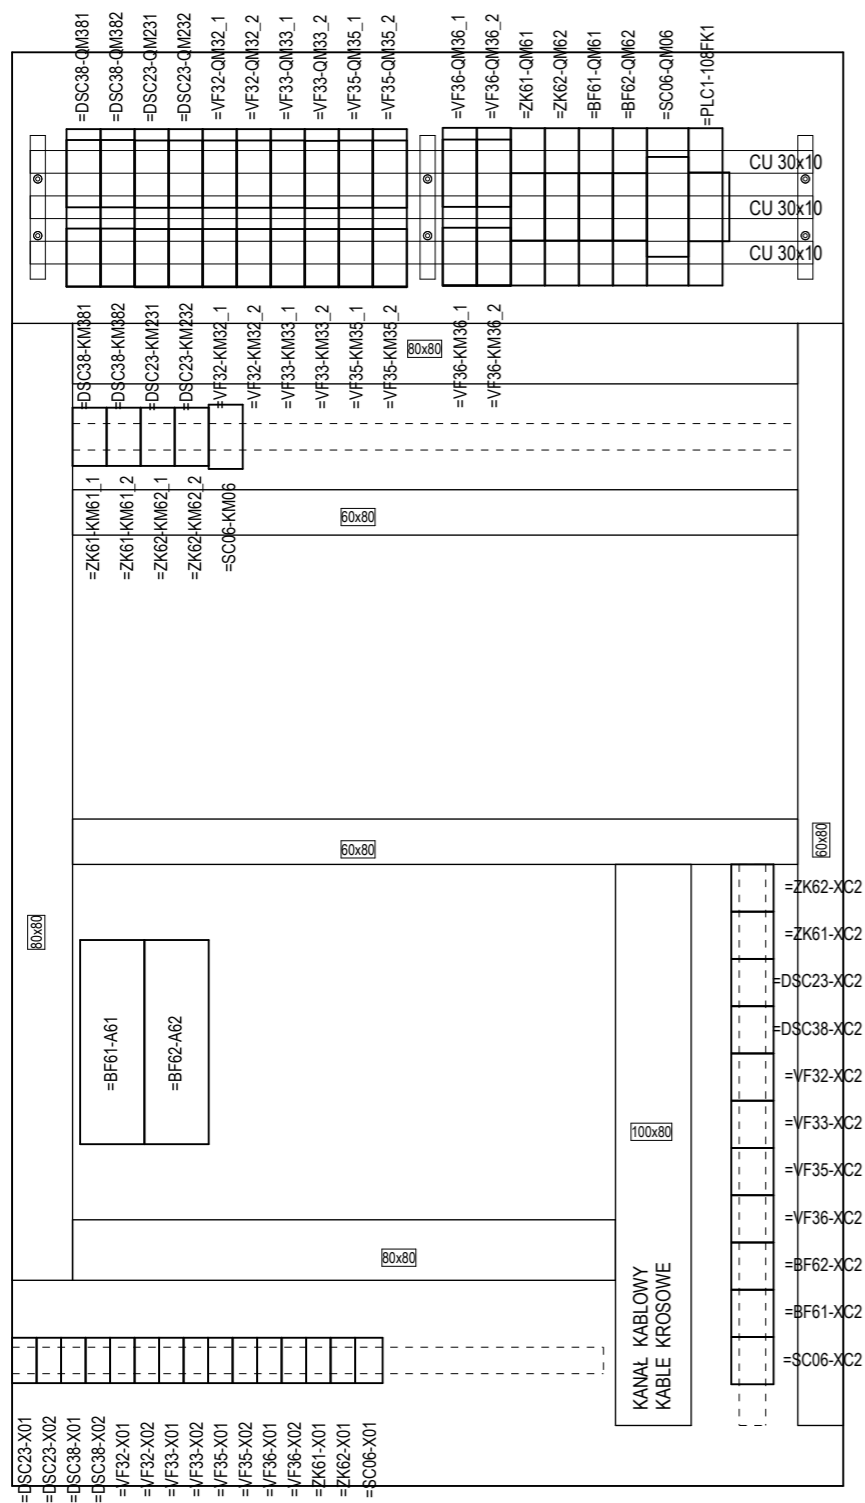 =DSC38-QM381
=DSC38-QM382
=DSC23-QM231
=DSC23-QM232
=VF32-QM32_1
=VF32-QM32_2
=VF33-QM33_1
=VF33-QM33_2
=VF35-QM35_1
=VF35-QM35_2
=VF36-QM36_1
=VF36-QM36_2
=ZK61-QM61
=ZK62-QM62
=BF61-QM61
=BF62-QM62
=SC06-QM06
=PLC1-108FK1
CU 30x10
CU 30x10
CU 30x10
=DSC38-KM381
=DSC38-KM382
=DSC23-KM231
=DSC23-KM232
=VF32-KM32_1
=VF32-KM32_2
=VF33-KM33_1
=VF33-KM33_2
=VF35-KM35_1
=VF35-KM35_2
80x80
=VF36-KM36_1
=VF36-KM36_2
=ZK61-KM61_1
=ZK61-KM61_2
=ZK62-KM62_1
=ZK62-KM62_2
=SC06-KM06
60x80
60x80
60x80
80x80
=ZK62-XC2
=ZK61-XC2
=DSC23-XC2
=DSC38-XC2
=VF32-XC2
=VF33-XC2
=VF35-XC2
=VF36-XC2
=BF62-XC2
=BF61-XC2
=SC06-XC2
=BF61-A61
=BF62-A62
100x80
80x80
KANAŁ KABLOWY
KABLE KROSOWE
=DSC23-X01
=DSC23-X02
=DSC38-X01
=DSC38-X02
=VF32-X01
=VF32-X02
=VF33-X01
=VF33-X02
=VF35-X01
=VF35-X02
=VF36-X01
=VF36-X02
=ZK61-X01
=ZK62-X01
=SC06-X01